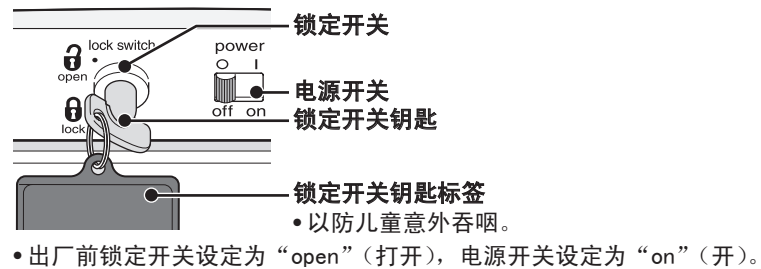 锁定开关
lock switch
power
open
O I
电源开关
off on
锁定开关钥匙
lock
锁定开关钥匙标签
•以防儿童意外吞咽。
•出厂前锁定开关设定为“open”(打开)，电源开关设定为“on”(开)。